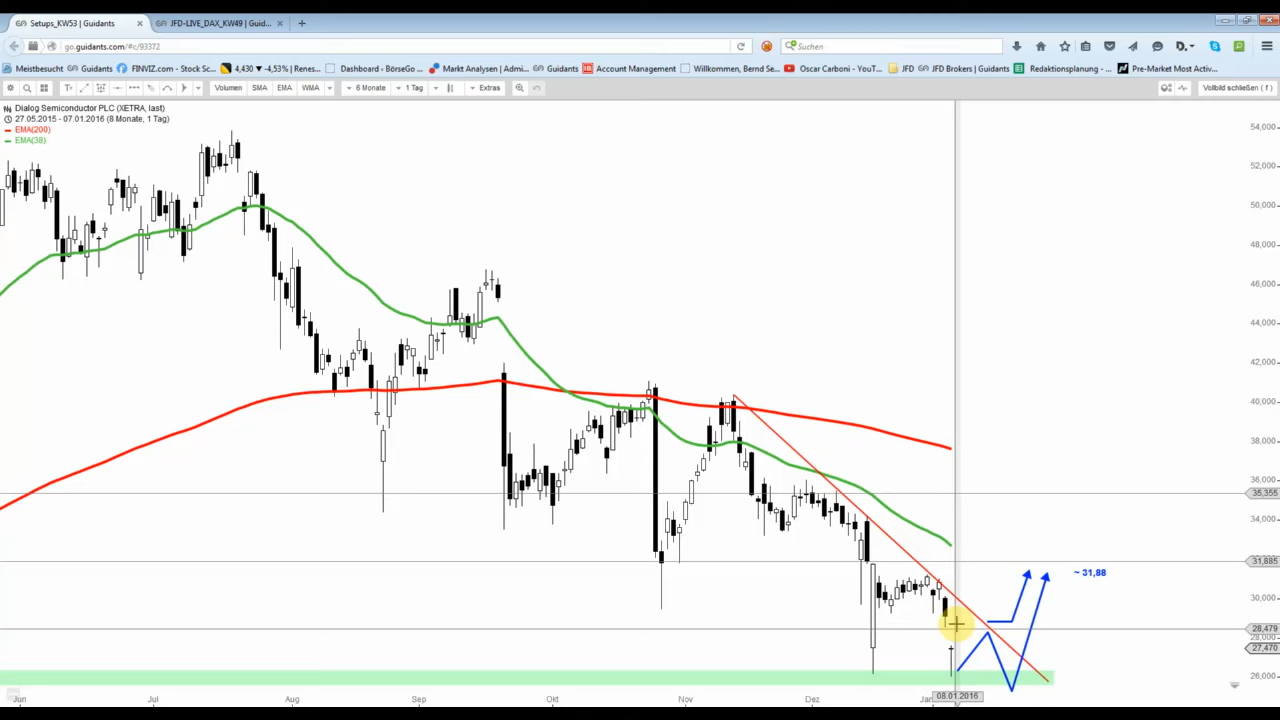 Setups_KW53 | Guidants
JFD-LIVE_DAX_KW49 | Guid...
go.guidants.com/#c/93372
Suchen
Meistbesucht
Guidants
FINVIZ.com - Stock Sc...
4,430 ▼ -4,53% | Renes...
Dashboard - BörseGo ...
Markt Analysen | Admi...
Guidants
Account Management
Willkommen, Bernd Se...
Oscar Carboni - YouT...
JFD
JFD Brokers | Guidants
Redaktionsplanung - ...
Pre-Market Most Activ...
Volumen
SMA
EMA
WMA
6 Monate
1 Tag
Extras
Vollbild schließen ( f )
Dialog Semiconductor PLC (XETRA, last)
27.05.2015 - 07.01.2016 (8 Monate, 1 Tag)
EMA(200)
EMA(38)
54,000
52,000
50,000
48,000
46,000
44,000
42,000
40,000
38,000
36,000
35,355
34,000
31,885
~ 31,88
30,000
28,479
28,000
27,470
26,000
Jun
Jul
Aug
Sep
Okt
Nov
Dez
Jan
08.01.2016